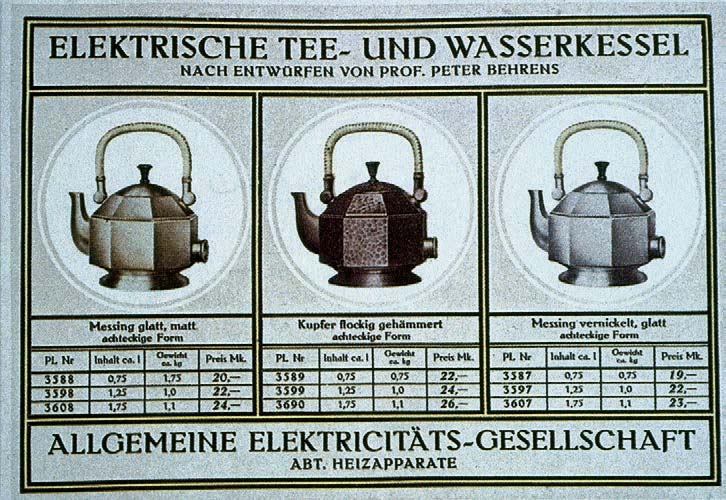 ELEKTRISCHE TEE- UND WASSERKESSEL
NACH ENTWÜRFEN VON PROF. PETER BEHRENS
Messing glatt, matt
achteckige Form
PL. Nr Inhalt ca. l Gewicht ca. kg Preis Mk.
3588 0,75 1,75 20,—
3598 1,25 1,0 22,—
3608 1,75 1,1 24,—
Kupfer flockig gehämmert
achteckige Form
PL. Nr Inhalt ca. l Gewicht ca. kg Preis Mk.
3589 0,75 0,75 22,—
3599 1,25 1,0 24,—
3690 1,75 1,1 26,—
Messing vernickelt, glatt
achteckige Form
PL. Nr Inhalt ca. l Gewicht ca. kg Preis Mk.
3587 0,75 0,75 19,—
3597 1,25 1,0 22,—
3607 1,75 1,1 23,—
ALLGEMEINE ELEKTRICITÄTS-GESELLSCHAFT
ABT. HEIZAPPARATE